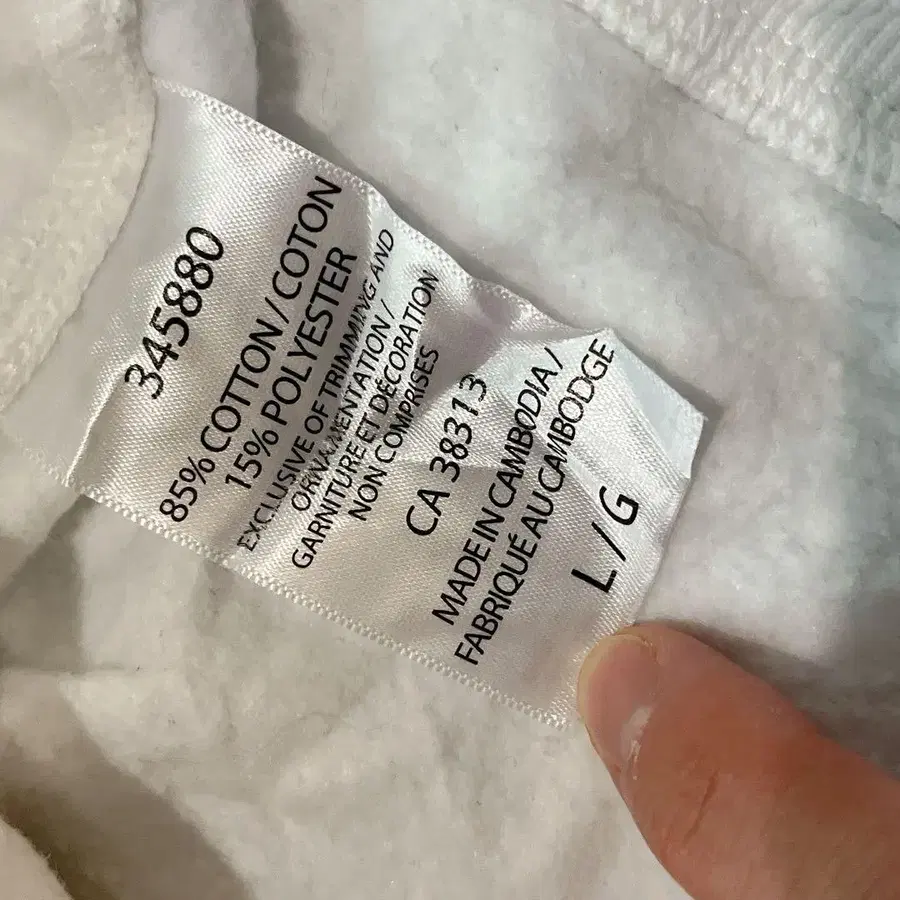 345880
85% COTTON / COTON
15% POLYESTER
EXCLUSIVE OF TRIMMING AND
ORNAMENTATION /
GARNITURE ET DÉCORATION
NON COMPRISES
CA 38313
MADE IN CAMBODIA /
FABRIQUÉ AU CAMBODGE
L / G